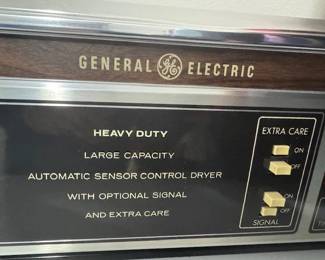 GENERAL GE ELECTRIC
HEAVY DUTY
LARGE CAPACITY
AUTOMATIC SENSOR CONTROL DRYER
WITH OPTIONAL SIGNAL
AND EXTRA CARE
EXTRA CARE
ON
OFF
ON
OFF
SIGNAL